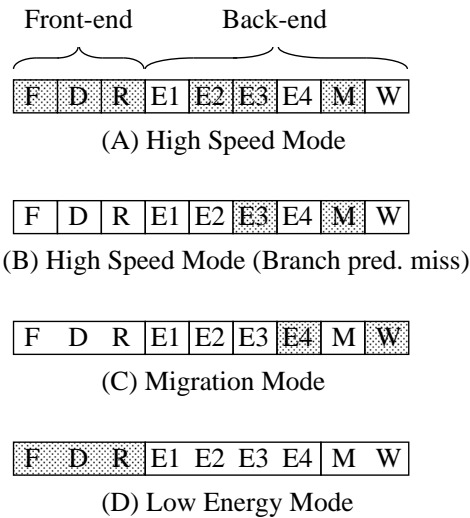 Front-end Back-end
F D R E1 E2 E3 E4 M W
(A) High Speed Mode
F D R E1 E2 E3 E4 M W
(B) High Speed Mode (Branch pred. miss)
F D R E1 E2 E3 E4 M W
(C) Migration Mode
F D R E1 E2 E3 E4 M W
(D) Low Energy Mode